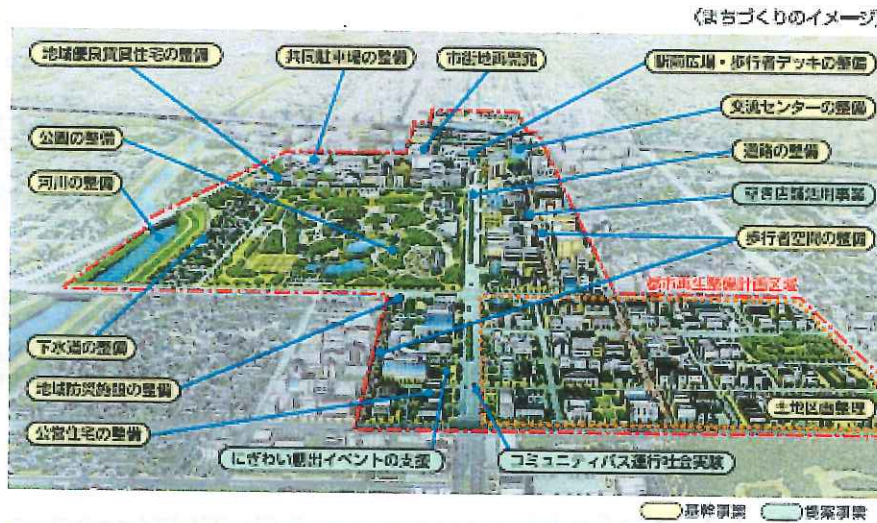 《まちづくりのイメージ》
地域優良賃貸住宅の整備
共同駐車場の整備
市街地再開発
駅前広場・歩行者デッキの整備
交流センターの整備
公園の整備
道路の整備
河川の整備
空き店舗活用事業
歩行者空間の整備
都市再生整備計画区域
下水道の整備
地域防災施設の整備
土地区画整理
公営住宅の整備
にぎわい創出イベントの支援
コミュニティバス運行社会実験
基幹事業
提案事業